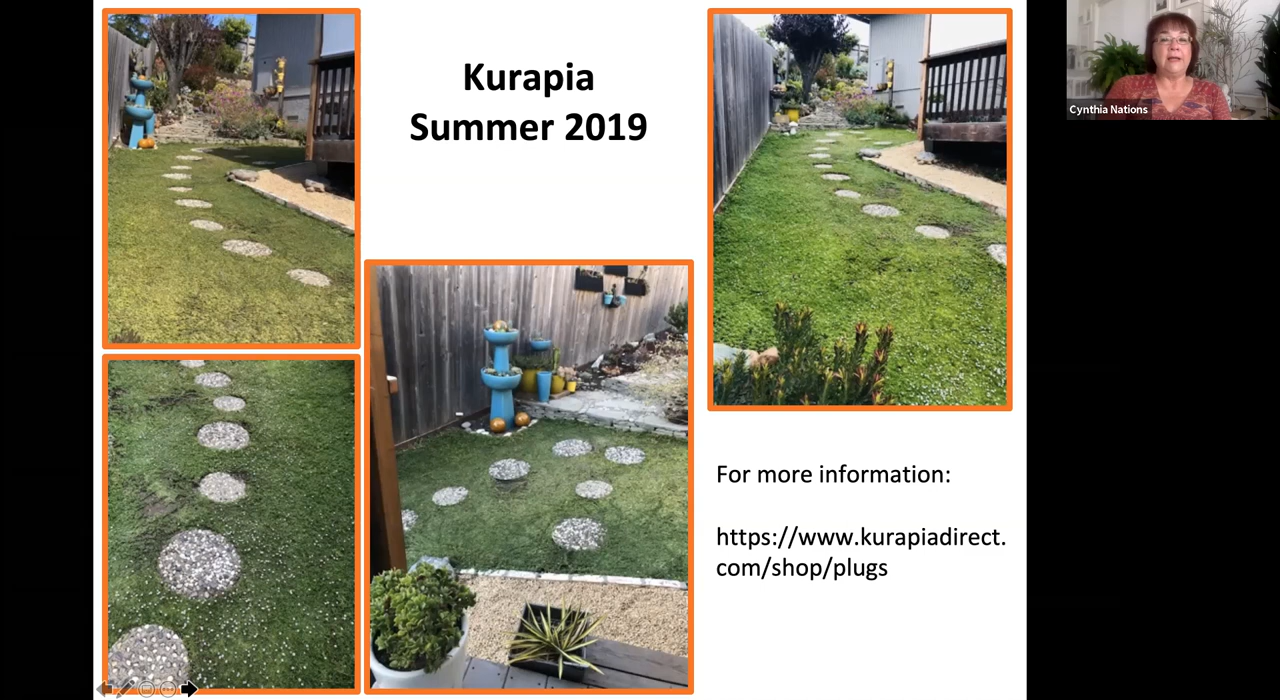 Kurapia
Summer 2019
Cynthia Nations
For more information:
https://www.kurapiadirect.
com/shop/plugs